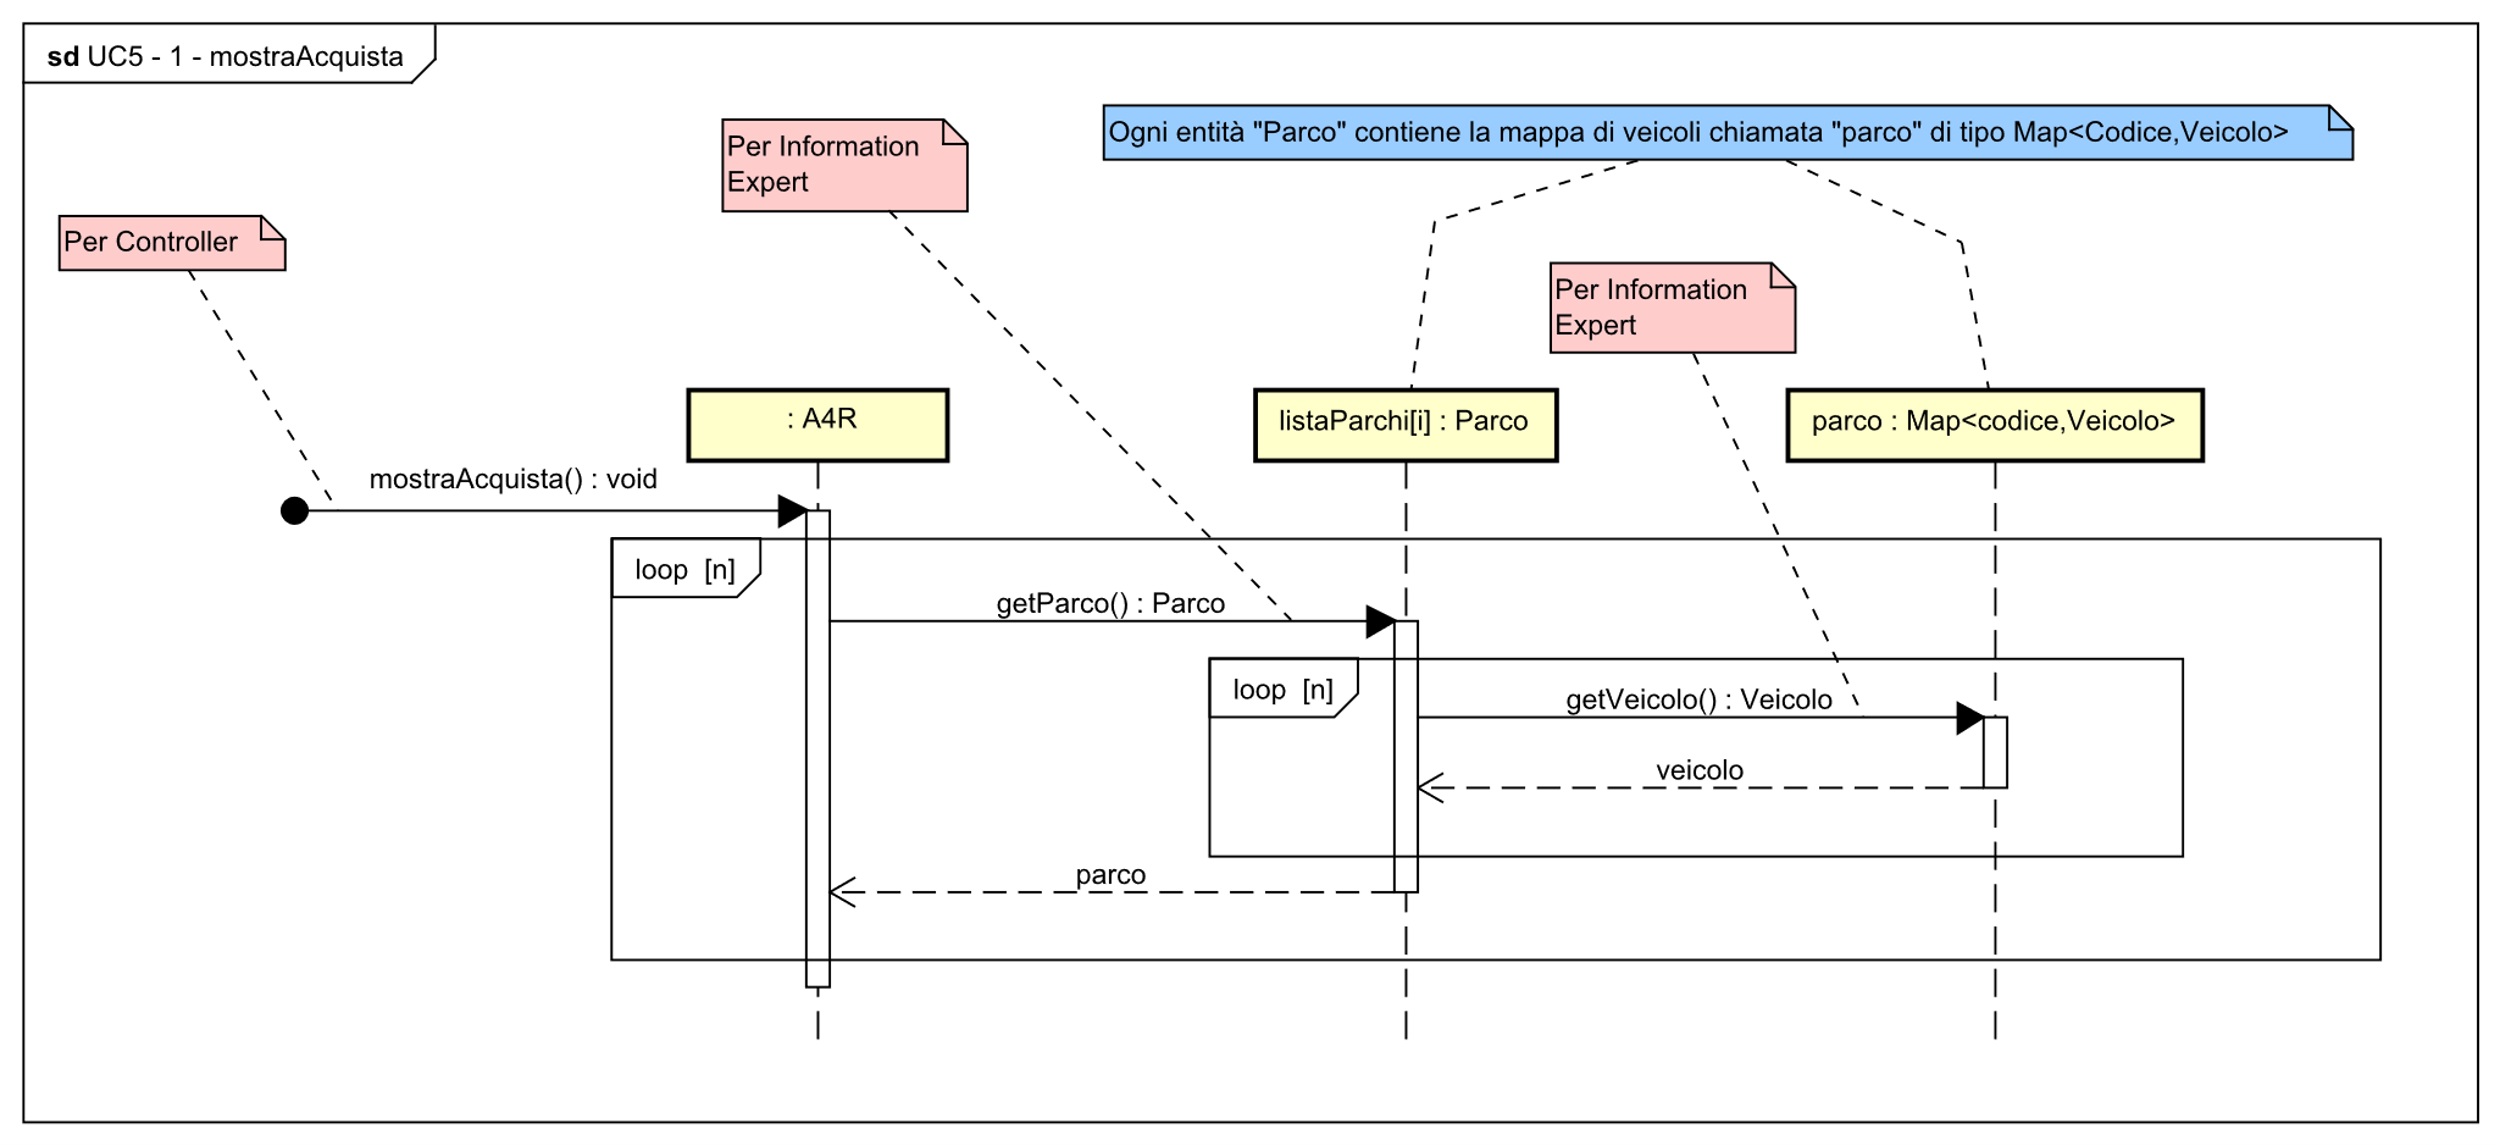 sd UC5 - 1 - mostraAcquista
Ogni entità "Parco" contiene la mappa di veicoli chiamata "parco" di tipo Map<Codice,Veicolo>
Per Information
Expert
Per Controller
Per Information
Expert
: A4R
listaParchi[i] : Parco
parco : Map<codice,Veicolo>
mostraAcquista() : void
loop [n]
getParco() : Parco
loop [n]
getVeicolo() : Veicolo
veicolo
parco